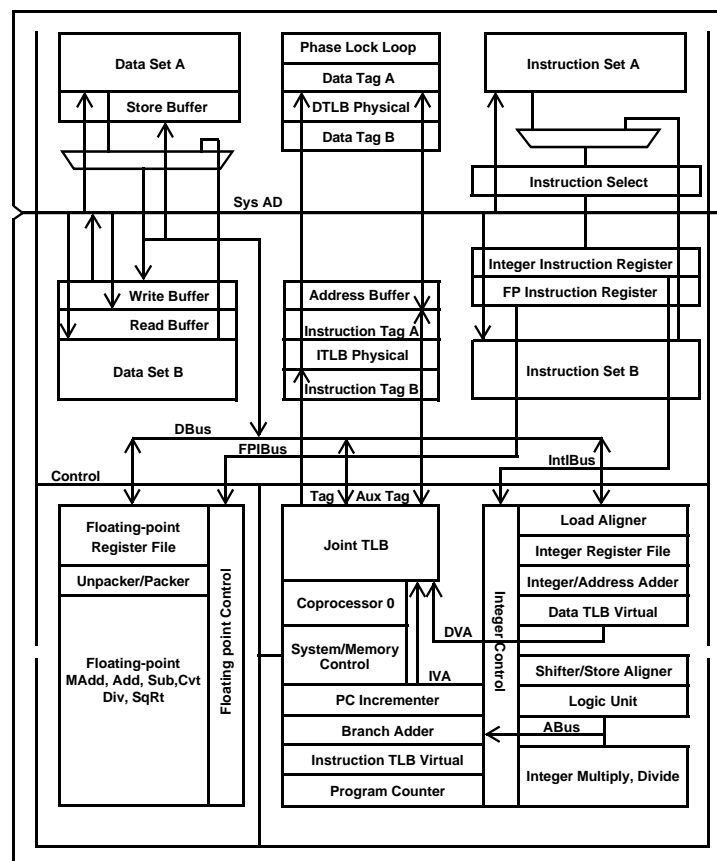 Data Set A
Store Buffer
Phase Lock Loop
Data Tag A
DTLB Physical
Data Tag B
Instruction Set A
Instruction Select
Sys AD
Write Buffer
Read Buffer
Data Set B
Address Buffer
Instruction Tag A
ITLB Physical
Instruction Tag B
Integer Instruction Register
FP Instruction Register
Instruction Set B
DBus
FPIBus
IntIBus
Control
Tag
Aux Tag
Floating-point
Register File
Unpacker/Packer
Floating-point
MAdd, Add, Sub,Cvt
Div, SqRt
Floating point Control
Joint TLB
Coprocessor 0
System/Memory
Control
DVA
IVA
PC Incrementer
Branch Adder
Instruction TLB Virtual
Program Counter
Integer Control
Load Aligner
Integer Register File
Integer/Address Adder
Data TLB Virtual
Shifter/Store Aligner
Logic Unit
ABus
Integer Multiply, Divide